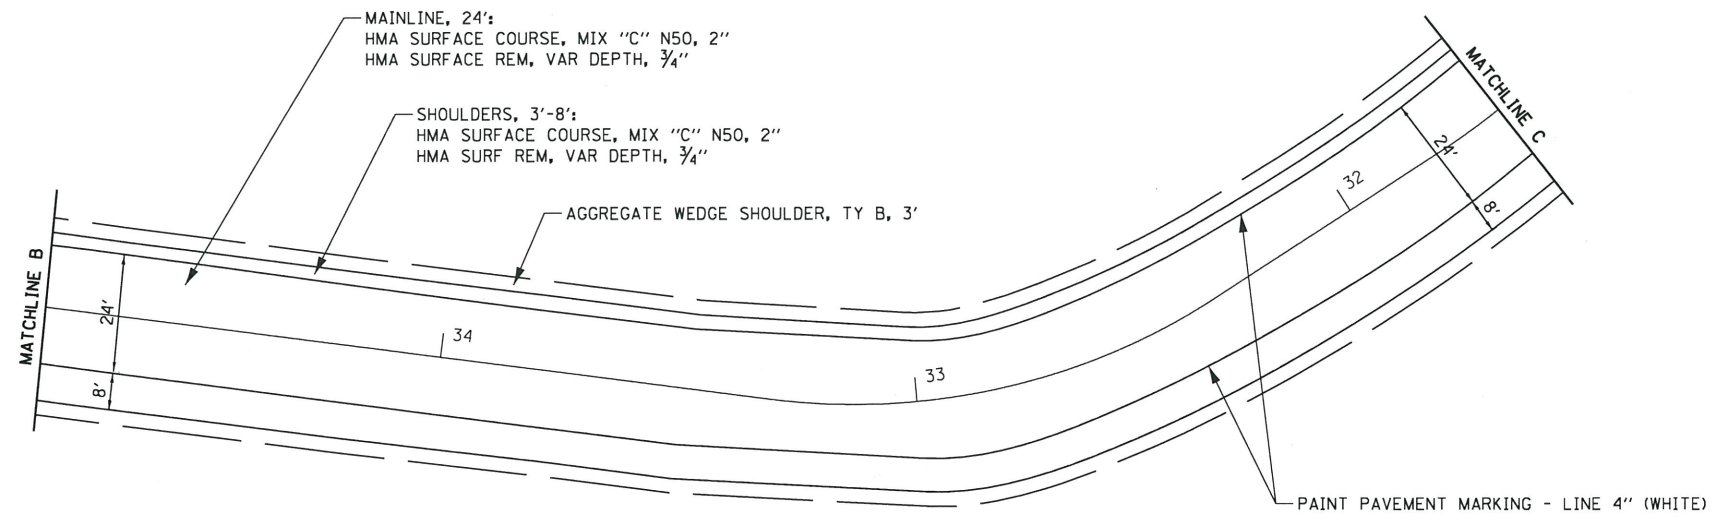 MAINLINE, 24':
HMA SURFACE COURSE, MIX "C" N50, 2"
HMA SURFACE REM, VAR DEPTH, ¾"
SHOULDERS, 3'-8':
HMA SURFACE COURSE, MIX "C" N50, 2"
HMA SURF REM, VAR DEPTH, ¾"
AGGREGATE WEDGE SHOULDER, TY B, 3'
MATCHLINE B
24'
8'
34
33
32
24'
8'
MATCHLINE C
PAINT PAVEMENT MARKING - LINE 4" (WHITE)